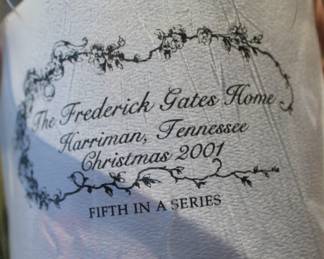 The Frederick Gates Home
Harriman, Tennessee
Christmas 2001
FIFTH IN A SERIES